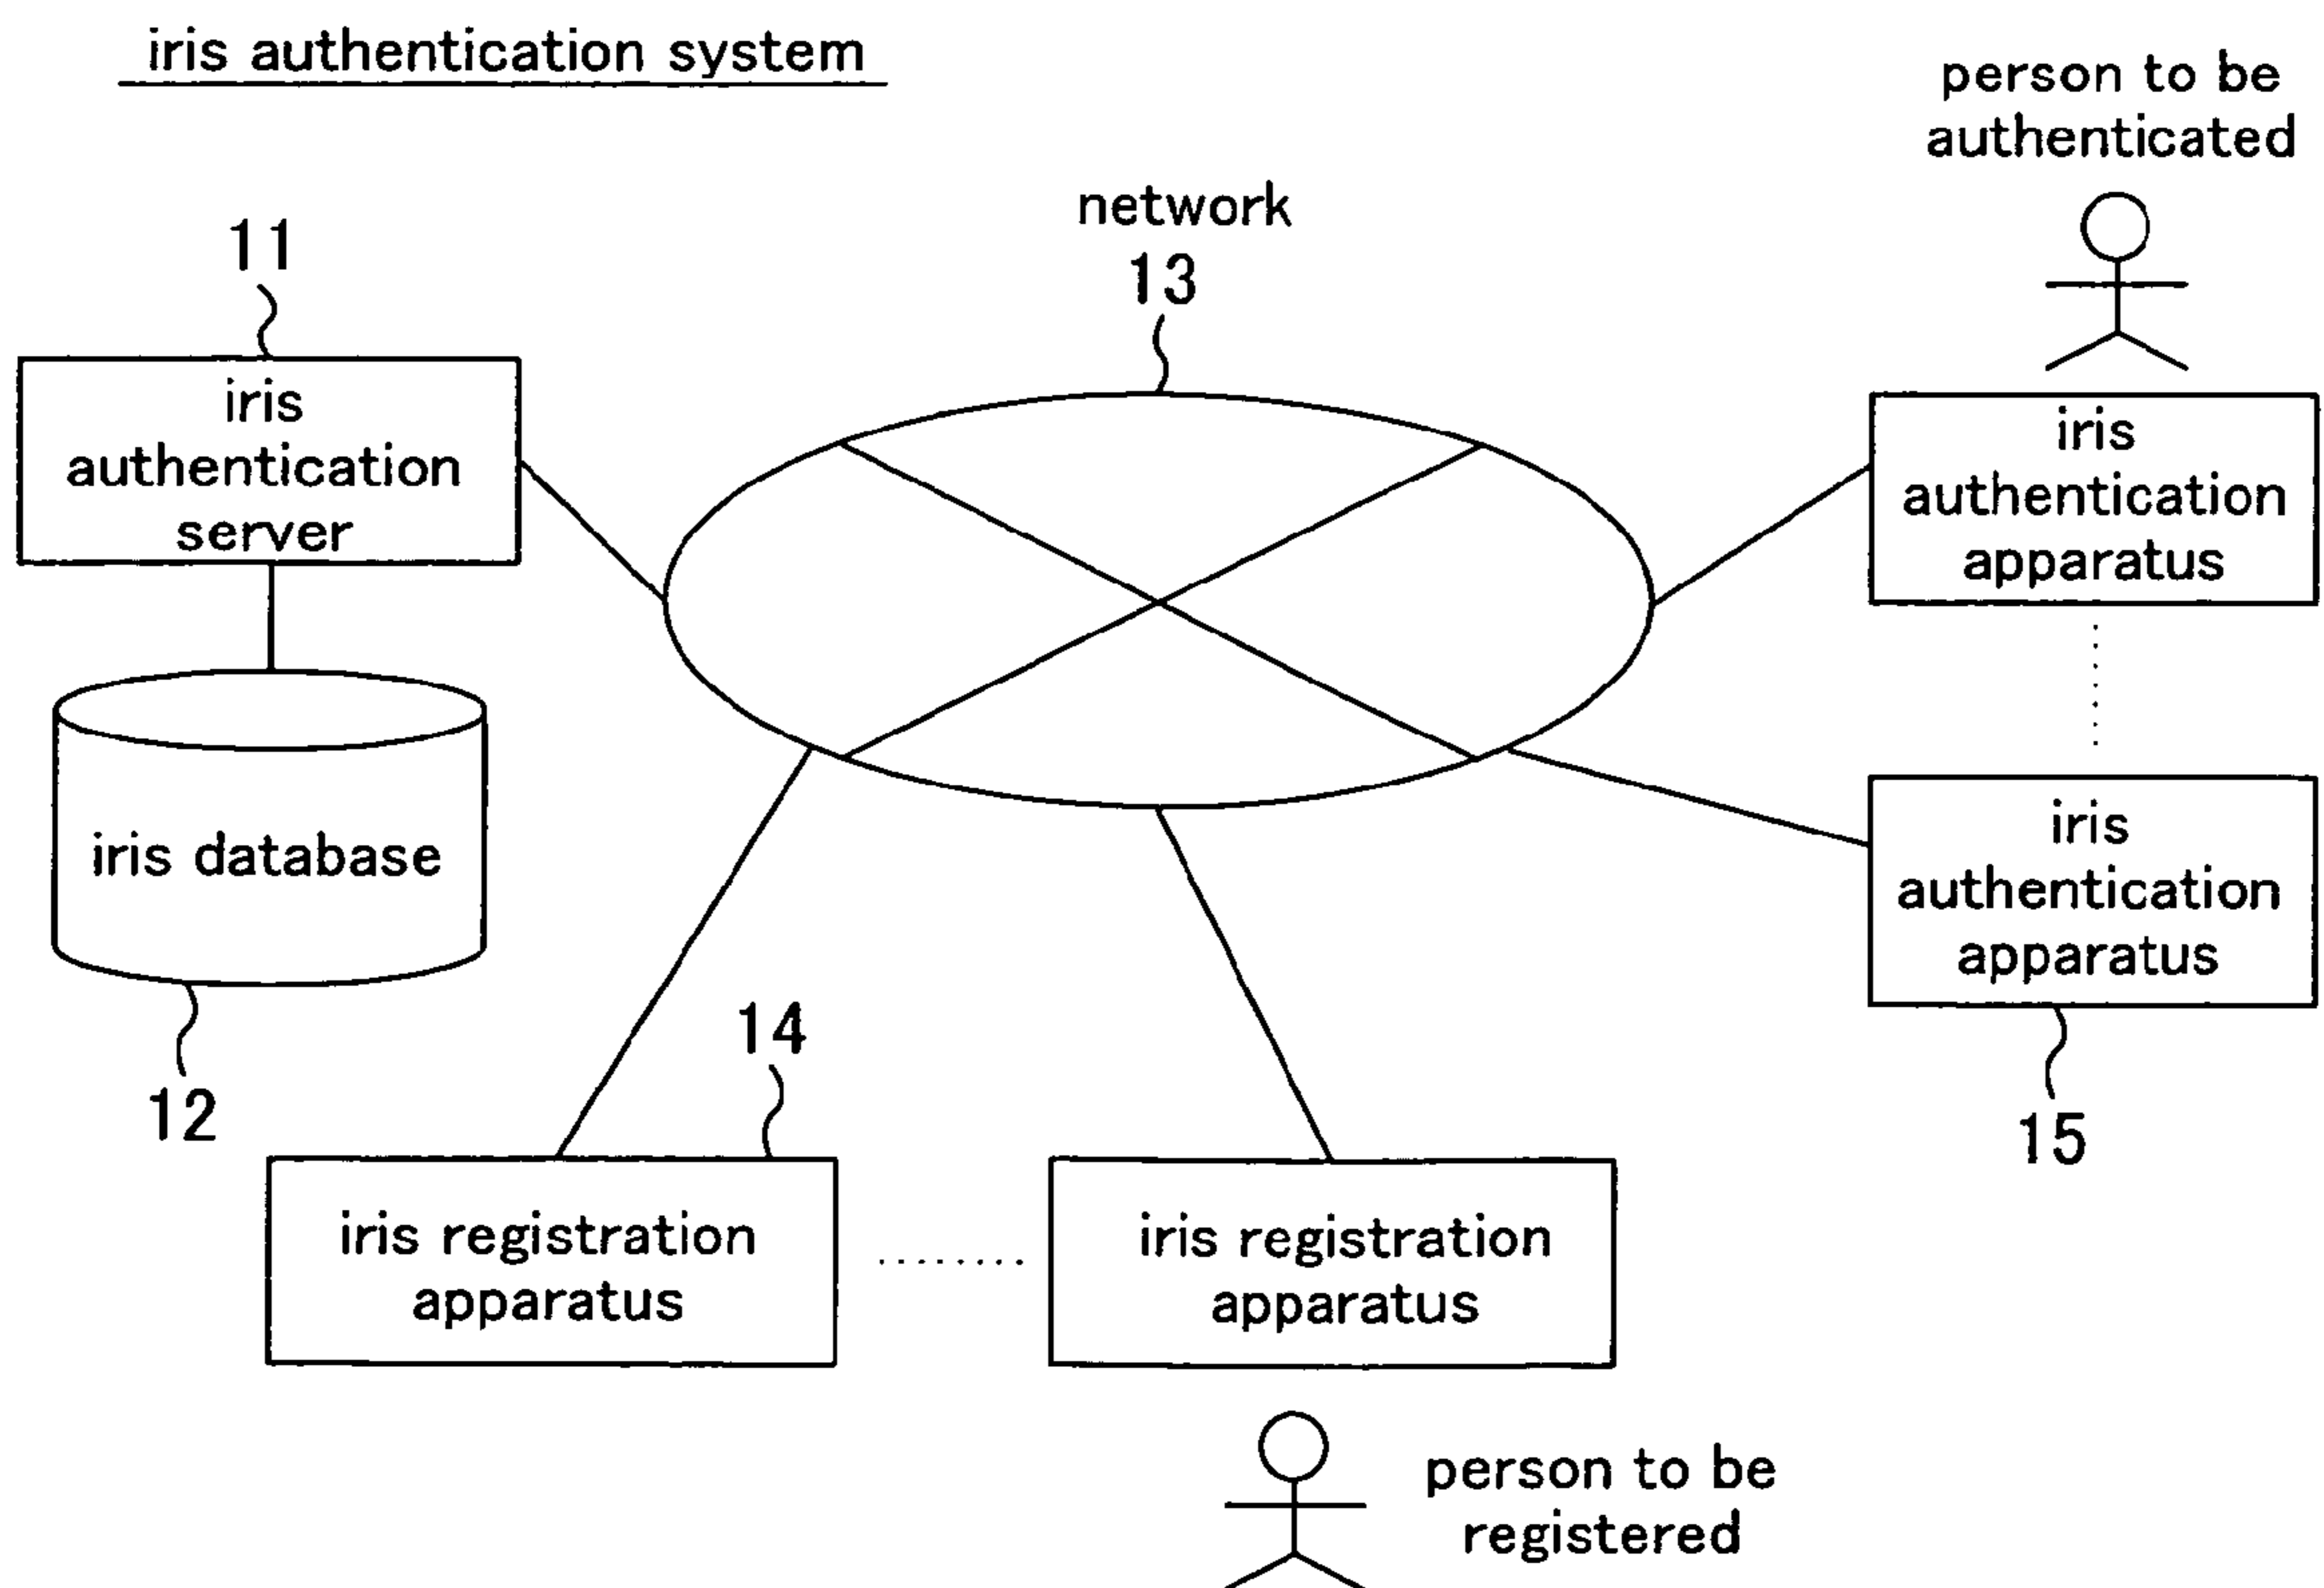 iris authentication system
person to be
authenticated
network
13
11
iris
authentication
server
iris
authentication
apparatus
iris database
iris
authentication
apparatus
12
14
15
iris registration
apparatus
iris registration
apparatus
person to be
registered